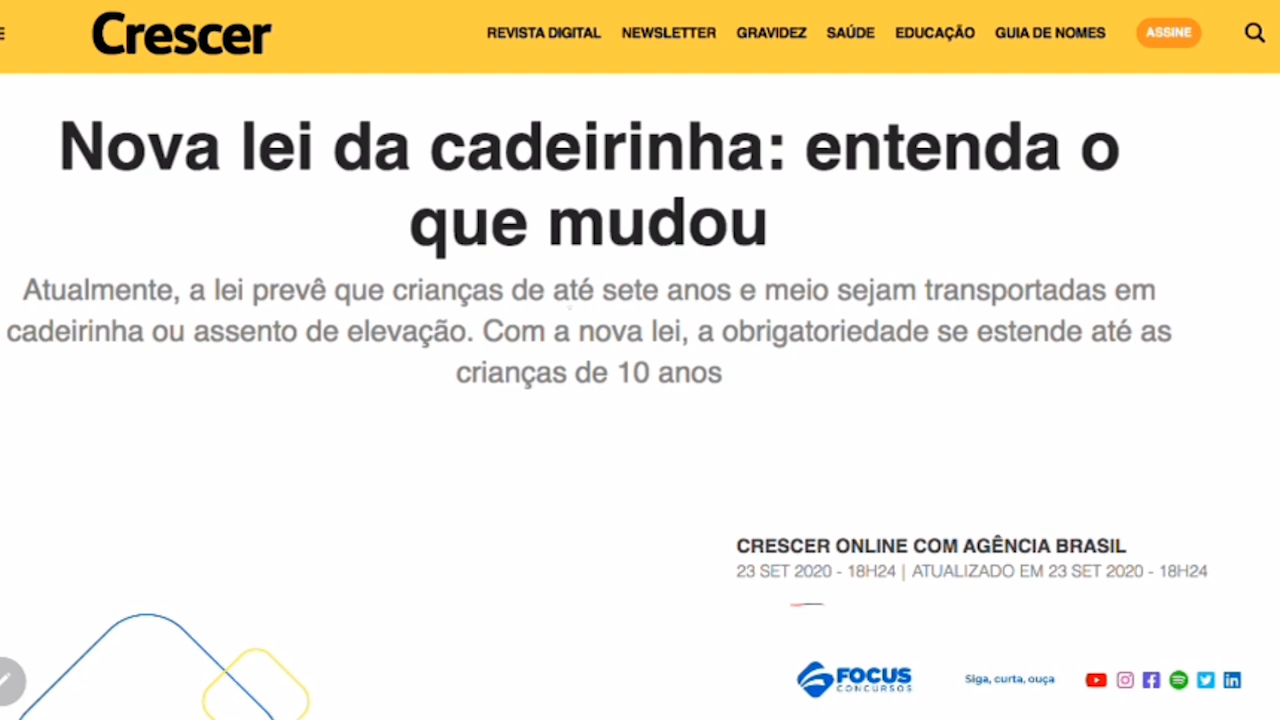 Crescer
REVISTA DIGITAL NEWSLETTER GRAVIDEZ SAÚDE EDUCAÇÃO GUIA DE NOMES ASSINE
Nova lei da cadeirinha: entenda o
que mudou
Atualmente, a lei prevê que crianças de até sete anos e meio sejam transportadas em
cadeirinha ou assento de elevação. Com a nova lei, a obrigatoriedade se estende até as
crianças de 10 anos
CRESCER ONLINE COM AGÊNCIA BRASIL
23 SET 2020 - 18H24 | ATUALIZADO EM 23 SET 2020 - 18H24
FOCUS
CONCURSOS
Siga, curta, ouça